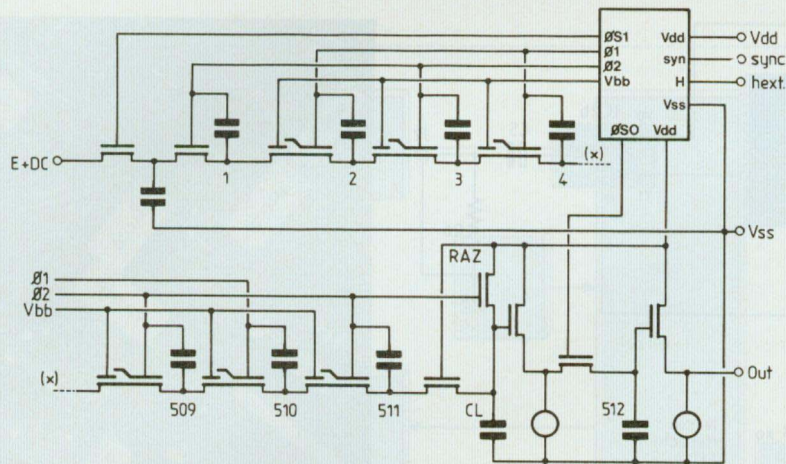 ØS1 Vdd Vdd
Ø1 syn sync
Ø2 H hext.
Vbb Vss
ØSO Vdd
E+DC 1 2 3 4 (x)
Vss
RAZ
Ø1
Ø2
Vbb
(x) Out
509 510 511 CL 512